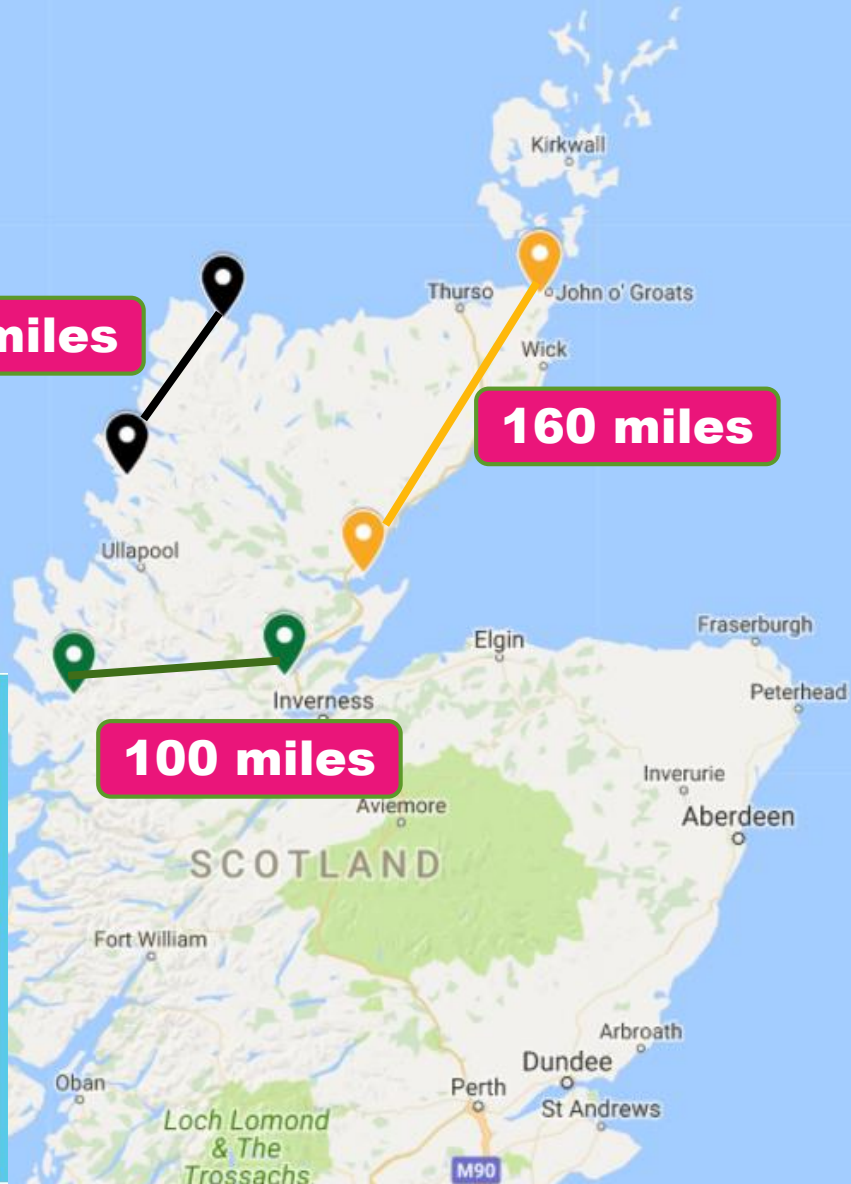 Kirkwall
Thurso
John o' Groats
miles
Wick
160 miles
Ullapool
Fraserburgh
Elgin
Peterhead
Inverness
100 miles
Inverurie
Aviemore
Aberdeen
SCOTLAND
Fort William
Arbroath
Dundee
Oban
Perth
St Andrews
Loch Lomond
& The
Trossachs
M90